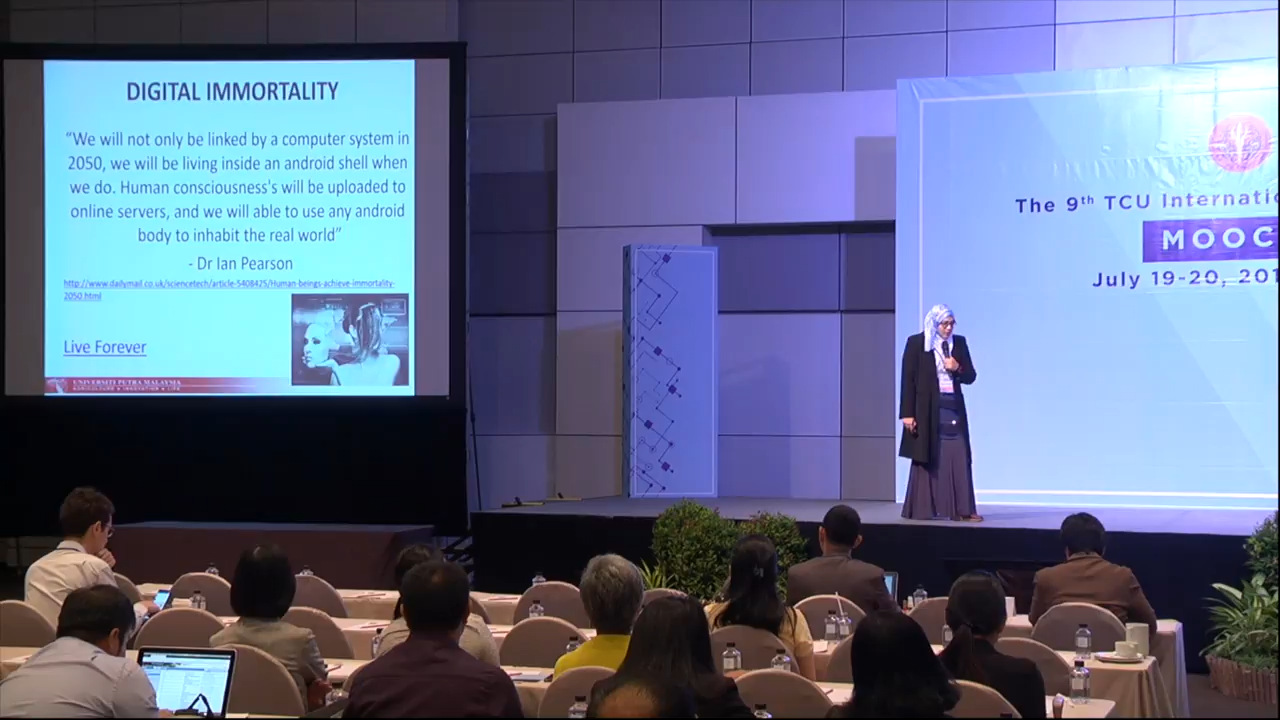 DIGITAL IMMORTALITY
“We will not only be linked by a computer system in
2050, we will be living inside an android shell when
we do. Human consciousness's will be uploaded to
online servers, and we will able to use any android
body to inhabit the real world”
- Dr Ian Pearson
http://www.dailymail.co.uk/sciencetech/article-5408425/Human-beings-achieve-immortality-
2050.html
Live Forever
UNIVERSITI PUTRA MALAYSIA
AGRICULTURE • INNOVATION • LIFE
The 9th TCU Internatio
MOOC
July 19-20, 201